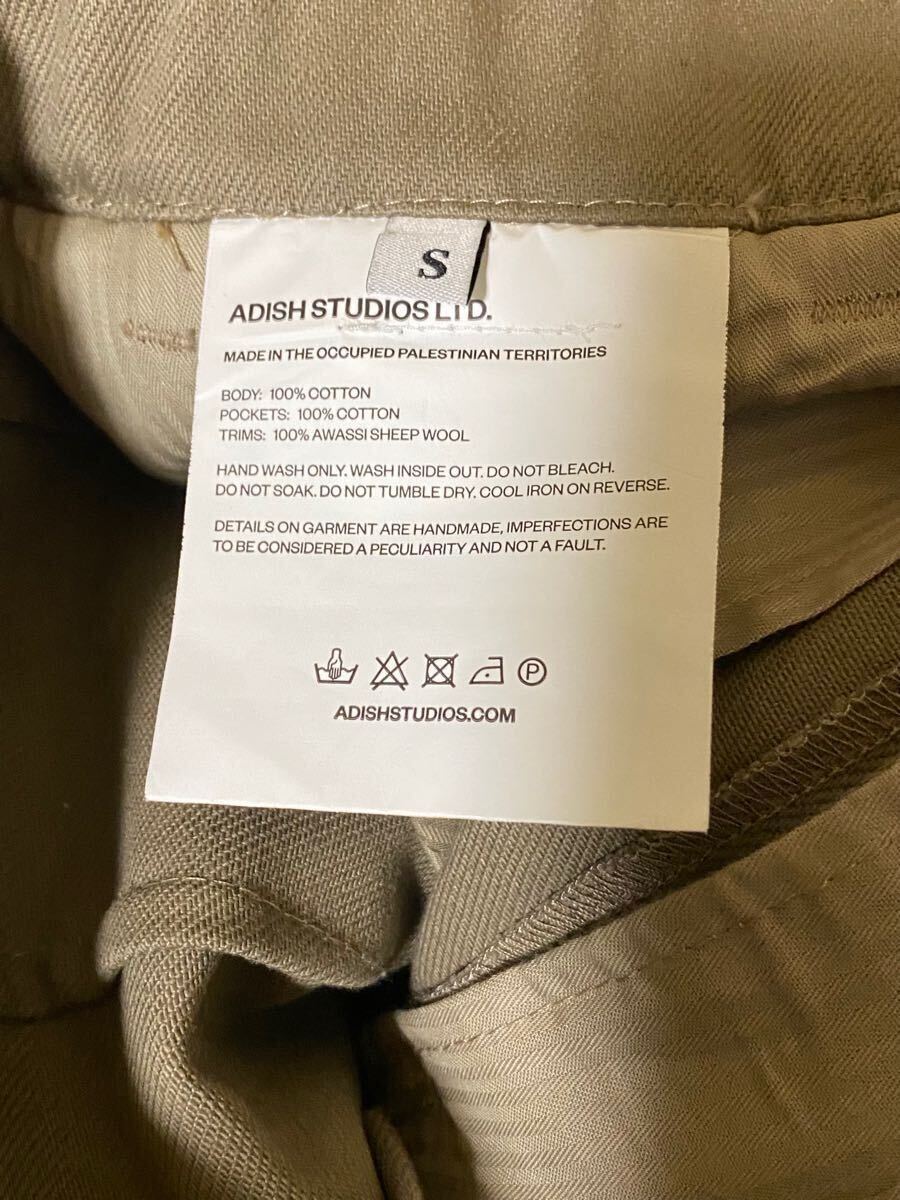 S
ADISH STUDIOS LTD.
MADE IN THE OCCUPIED PALESTINIAN TERRITORIES
BODY: 100% COTTON
POCKETS: 100% COTTON
TRIMS: 100% AWASSI SHEEP WOOL
HAND WASH ONLY. WASH INSIDE OUT. DO NOT BLEACH.
DO NOT SOAK. DO NOT TUMBLE DRY. COOL IRON ON REVERSE.
DETAILS ON GARMENT ARE HANDMADE, IMPERFECTIONS ARE
TO BE CONSIDERED A PECULIARITY AND NOT A FAULT.
P
ADISHSTUDIOS.COM